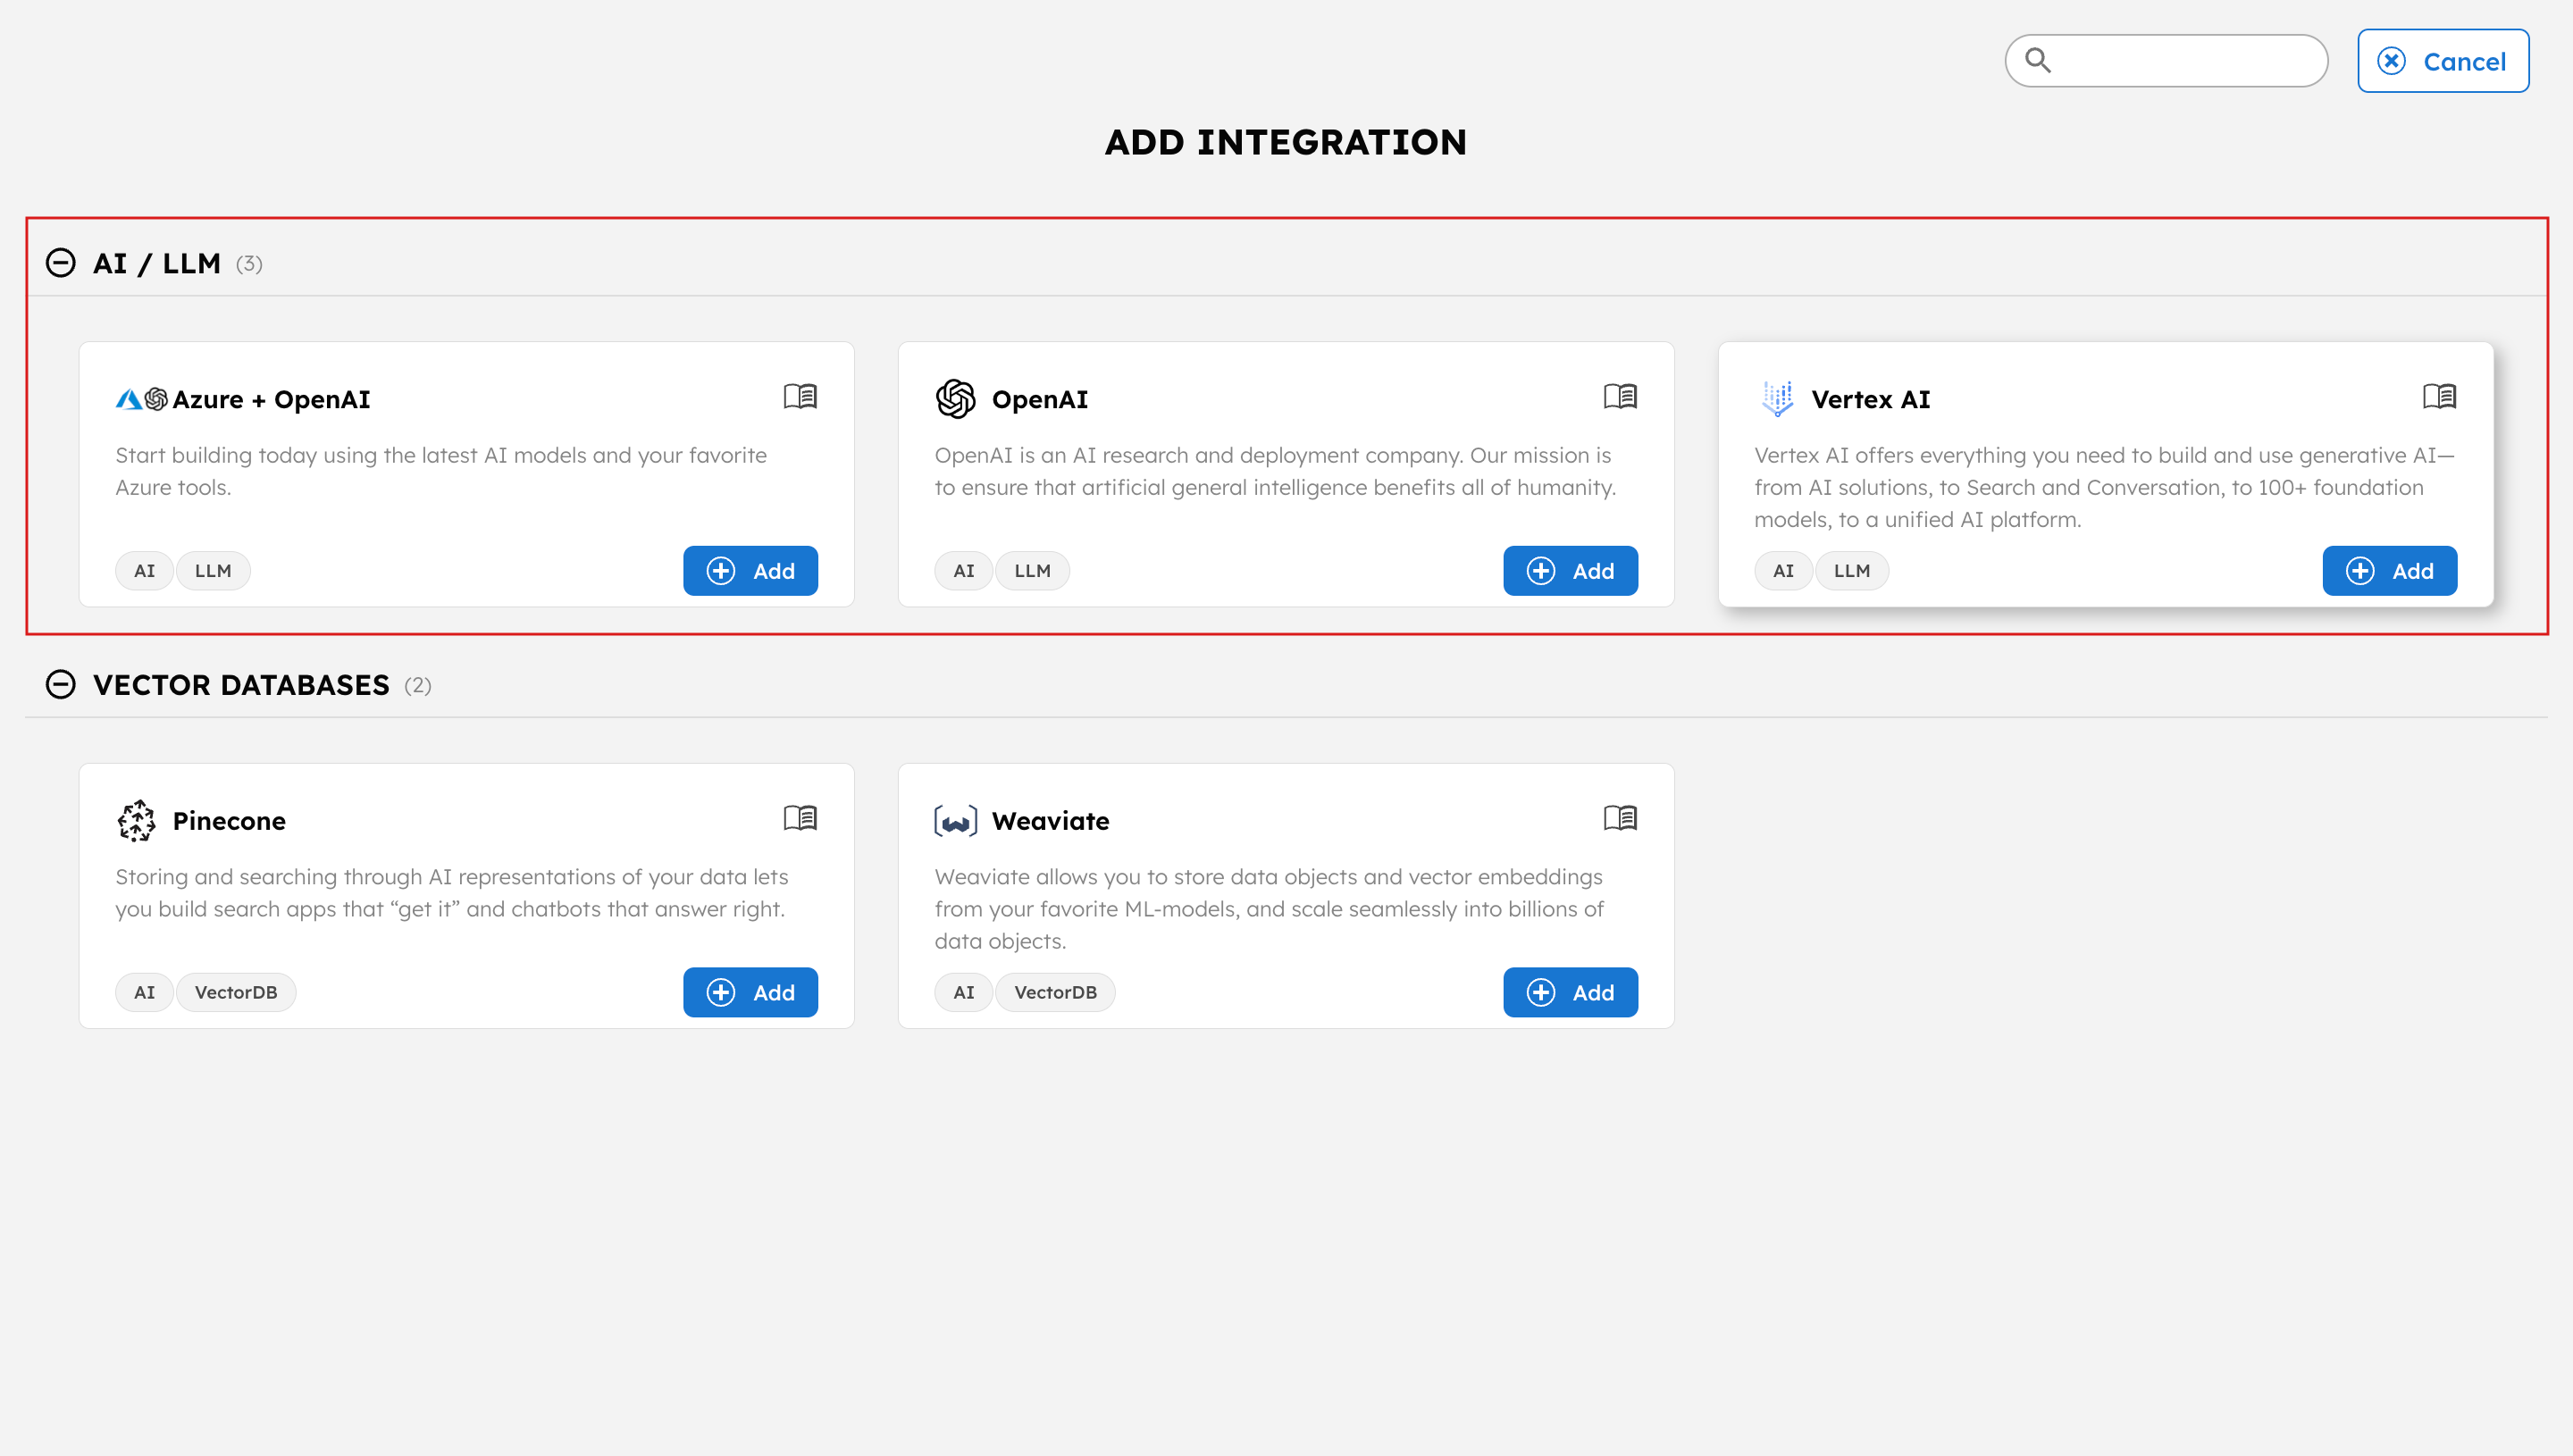 Cancel
ADD INTEGRATION
AI / LLM (3)
Azure + OpenAI
Start building today using the latest AI models and your favorite
Azure tools.
AI LLM Add
OpenAI
OpenAI is an AI research and deployment company. Our mission is
to ensure that artificial general intelligence benefits all of humanity.
AI LLM Add
Vertex AI
Vertex AI offers everything you need to build and use generative AI—
from AI solutions, to Search and Conversation, to 100+ foundation
models, to a unified AI platform.
AI LLM Add
VECTOR DATABASES (2)
Pinecone
Storing and searching through AI representations of your data lets
you build search apps that “get it” and chatbots that answer right.
AI VectorDB Add
Weaviate
Weaviate allows you to store data objects and vector embeddings
from your favorite ML-models, and scale seamlessly into billions of
data objects.
AI VectorDB Add